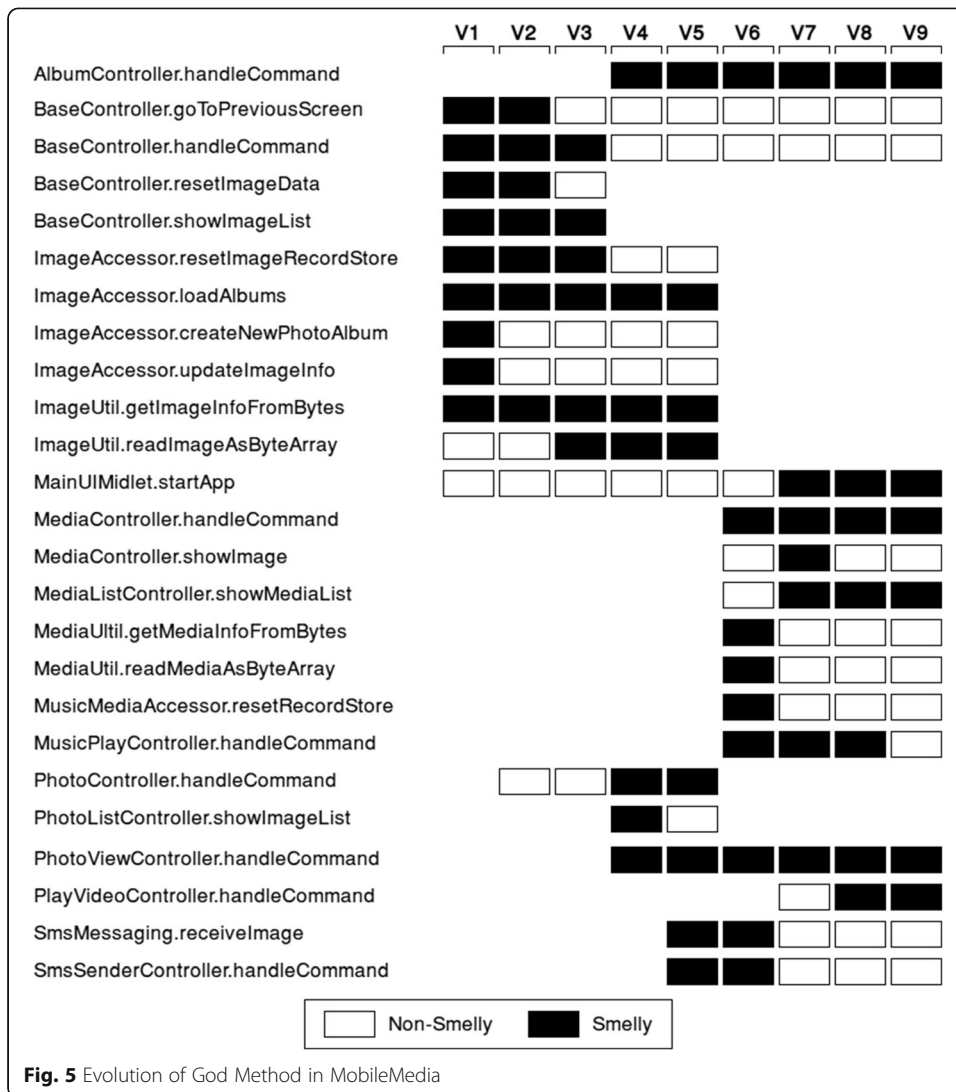 V1 V2 V3 V4 V5 V6 V7 V8 V9
AlbumController.handleCommand
BaseController.goToPreviousScreen
BaseController.handleCommand
BaseController.resetImageData
BaseController.showImageList
ImageAccessor.resetImageRecordStore
ImageAccessor.loadAlbums
ImageAccessor.createNewPhotoAlbum
ImageAccessor.updateImageInfo
ImageUtil.getImageInfoFromBytes
ImageUtil.readImageAsByteArray
MainUIMidlet.startApp
MediaController.handleCommand
MediaController.showImage
MediaListController.showMediaList
MediaUltil.getMediaInfoFromBytes
MediaUtil.readMediaAsByteArray
MusicMediaAccessor.resetRecordStore
MusicPlayController.handleCommand
PhotoController.handleCommand
PhotoListController.showImageList
PhotoViewController.handleCommand
PlayVideoController.handleCommand
SmsMessaging.receiveImage
SmsSenderController.handleCommand
Non-Smelly Smelly
Fig. 5 Evolution of God Method in MobileMedia